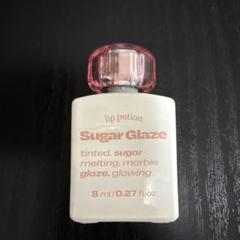 lip potion
Sugar Glaze
tinted. sugar
melting. marble
glaze. glowing
8 ml/0.27 fl.oz.